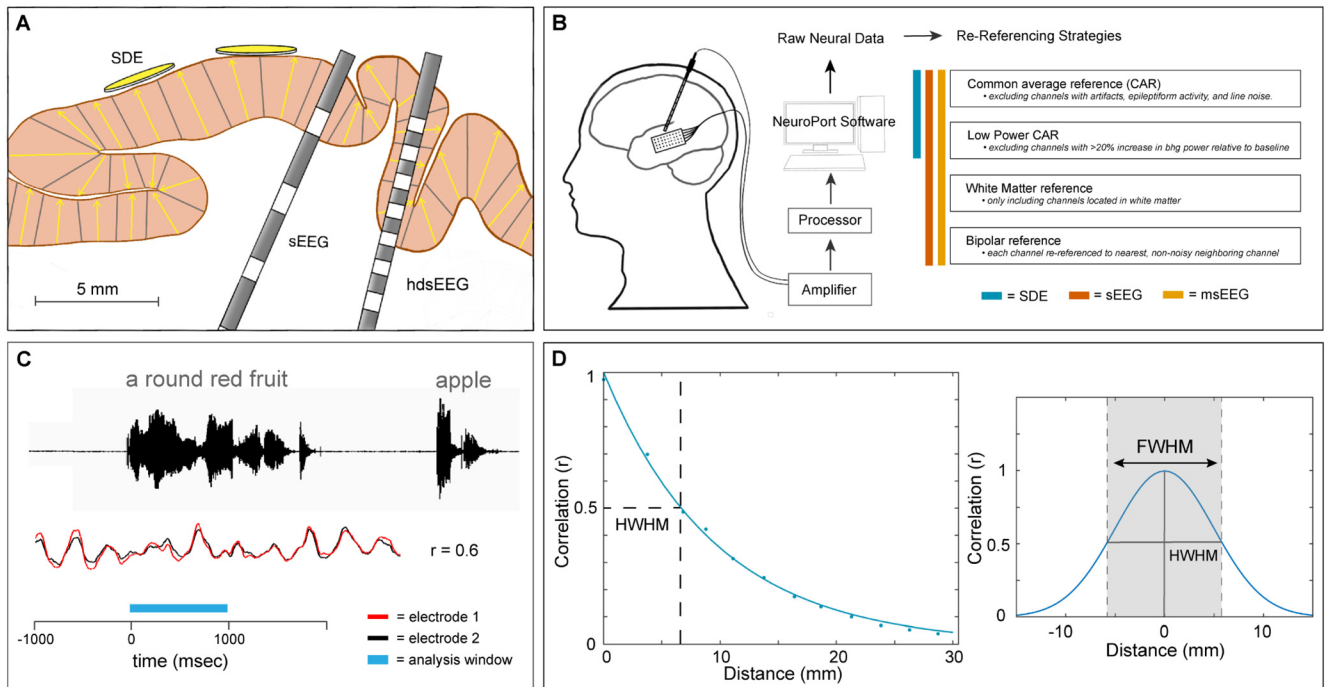 A
SDE
sEEG
hdsEEG
5 mm
B
Raw Neural Data
Re-Referencing Strategies
NeuroPort Software
Processor
Amplifier
Common average reference (CAR)
• excluding channels with artifacts, epileptiform activity, and line noise.
Low Power CAR
• excluding channels with >20% increase in bhg power relative to baseline
White Matter reference
• only including channels located in white matter
Bipolar reference
• each channel re-referenced to nearest, non-noisy neighboring channel
= SDE
= sEEG
= msEEG
C
a round red fruit
apple
r = 0.6
-1000
0
1000
time (msec)
= electrode 1
= electrode 2
= analysis window
D
1
0.5
0
Correlation (r)
HWHM
0
10
20
30
Distance (mm)
FWHM
1
0.5
0
Correlation (r)
HWHM
-10
0
10
Distance (mm)